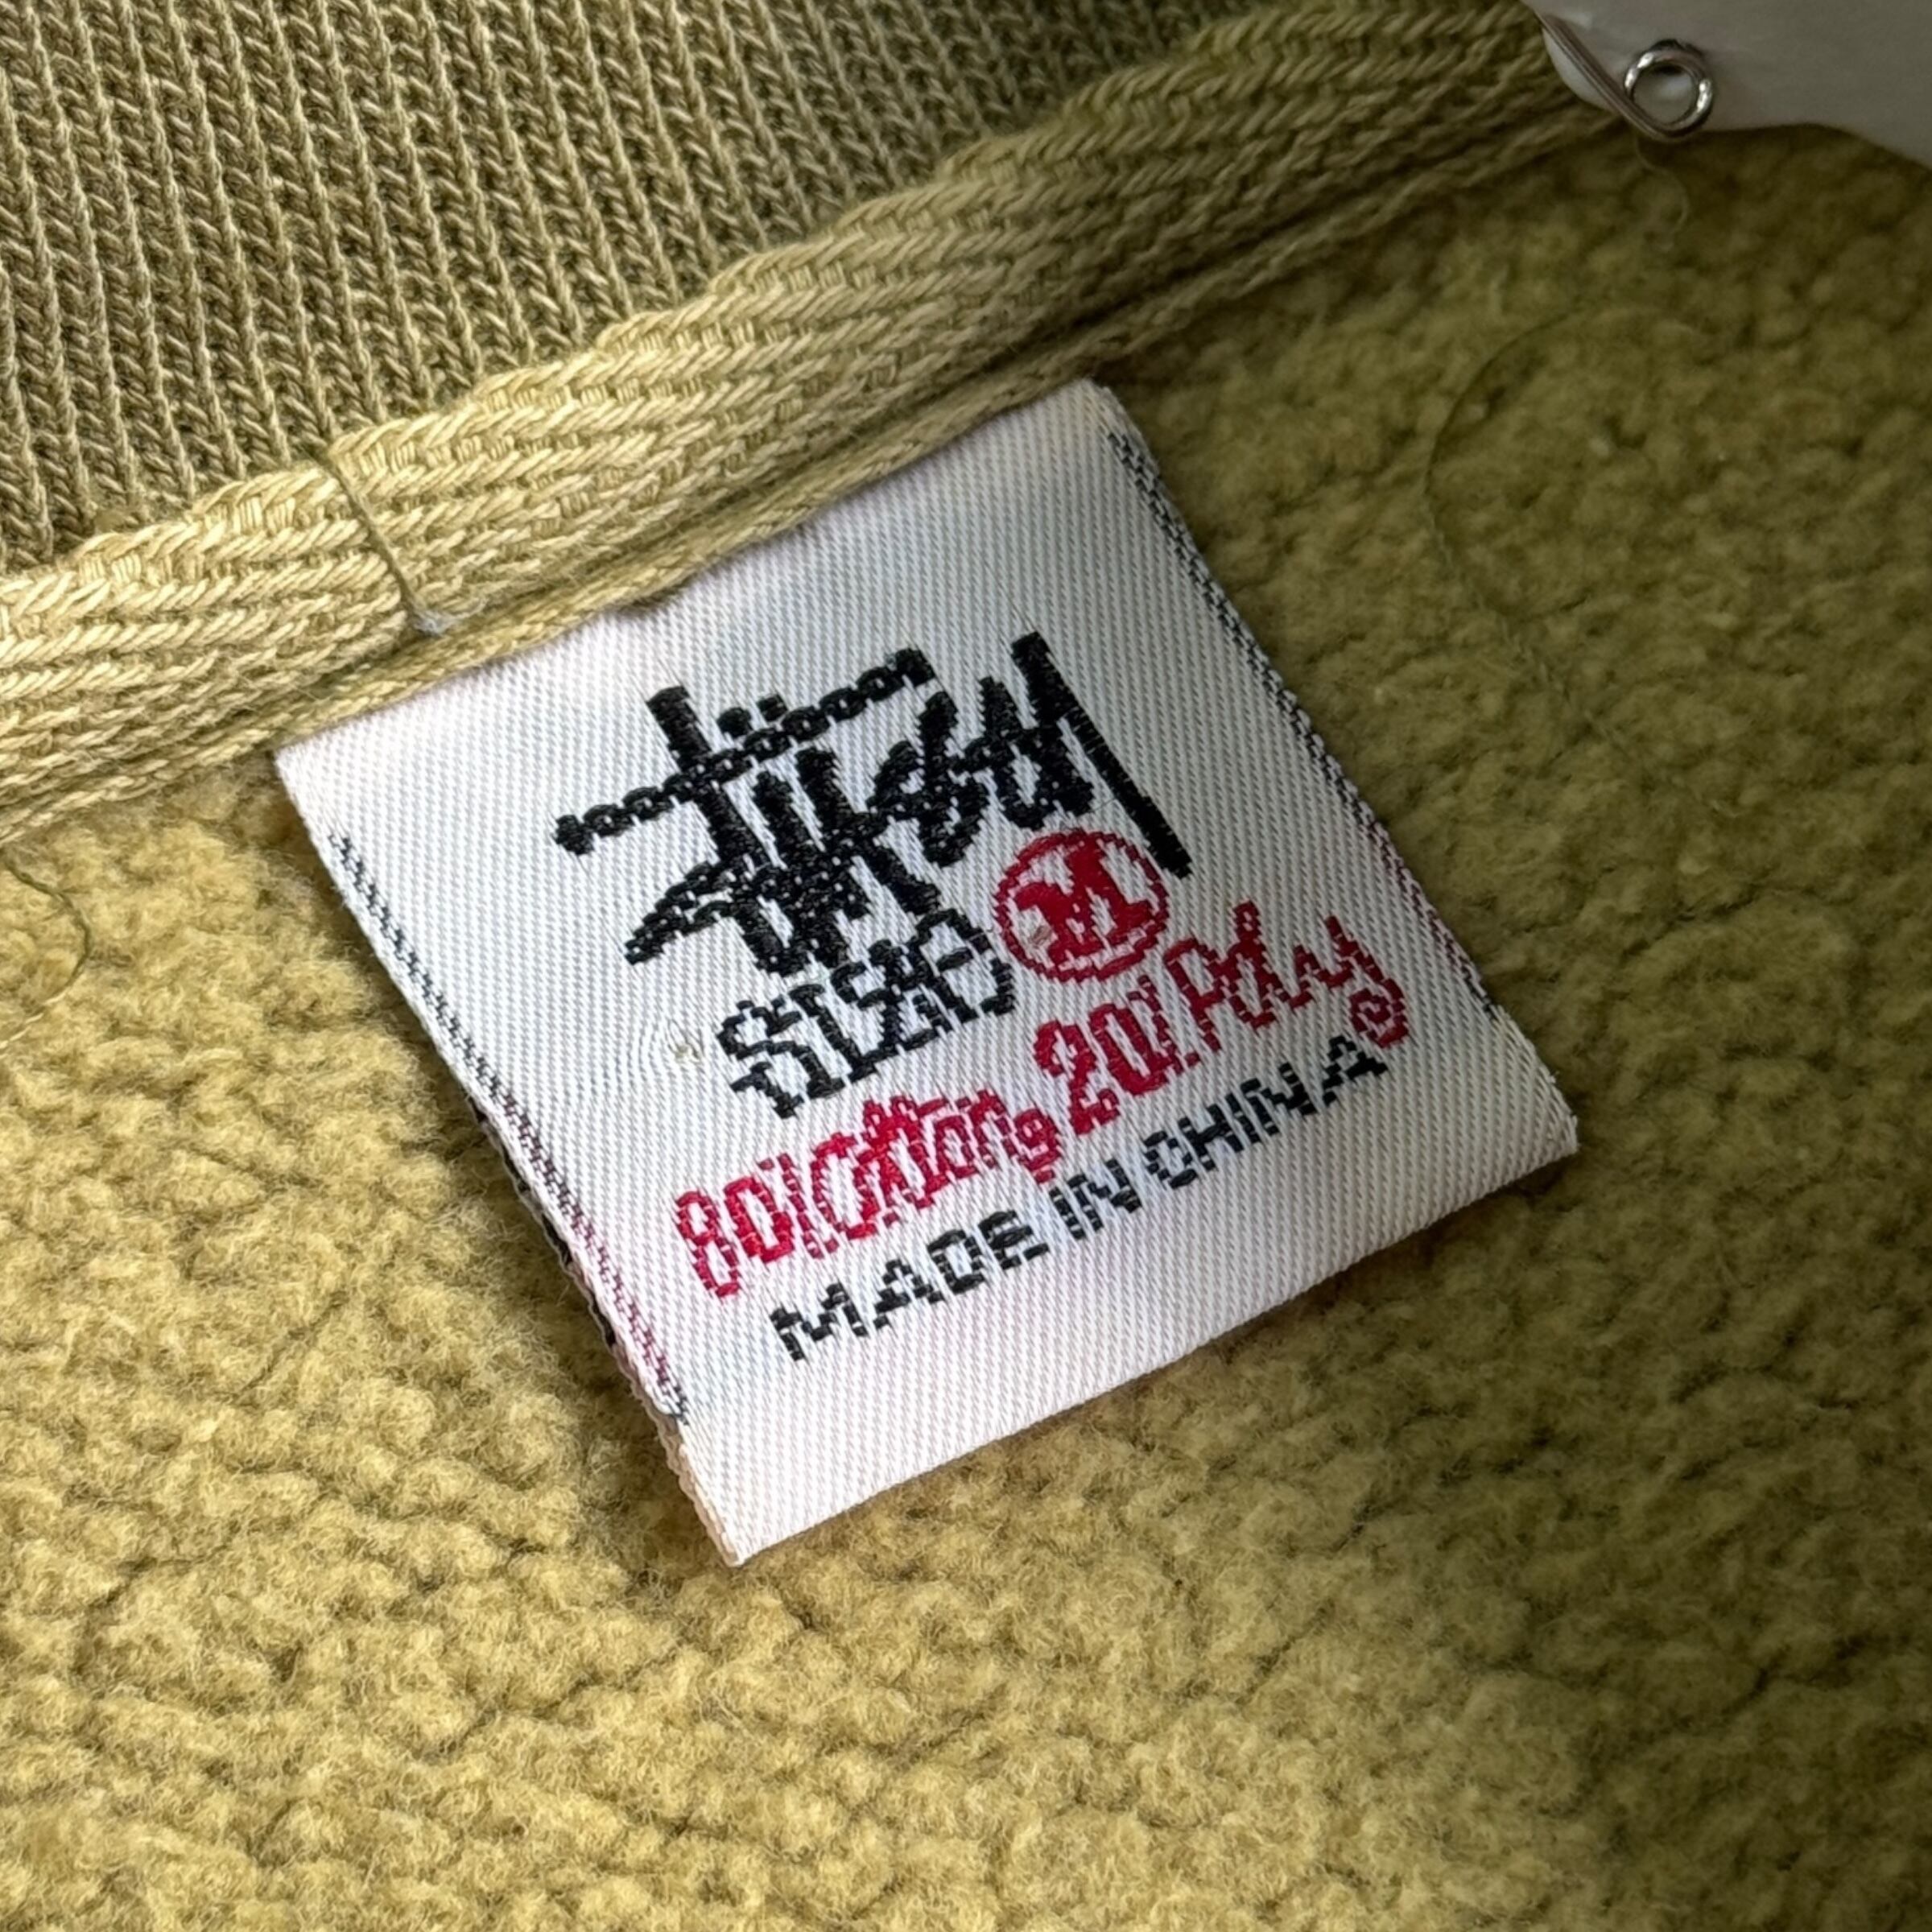 Stüssy
SIZE M
80% Cotton, 20% Poly
MADE IN CHINA